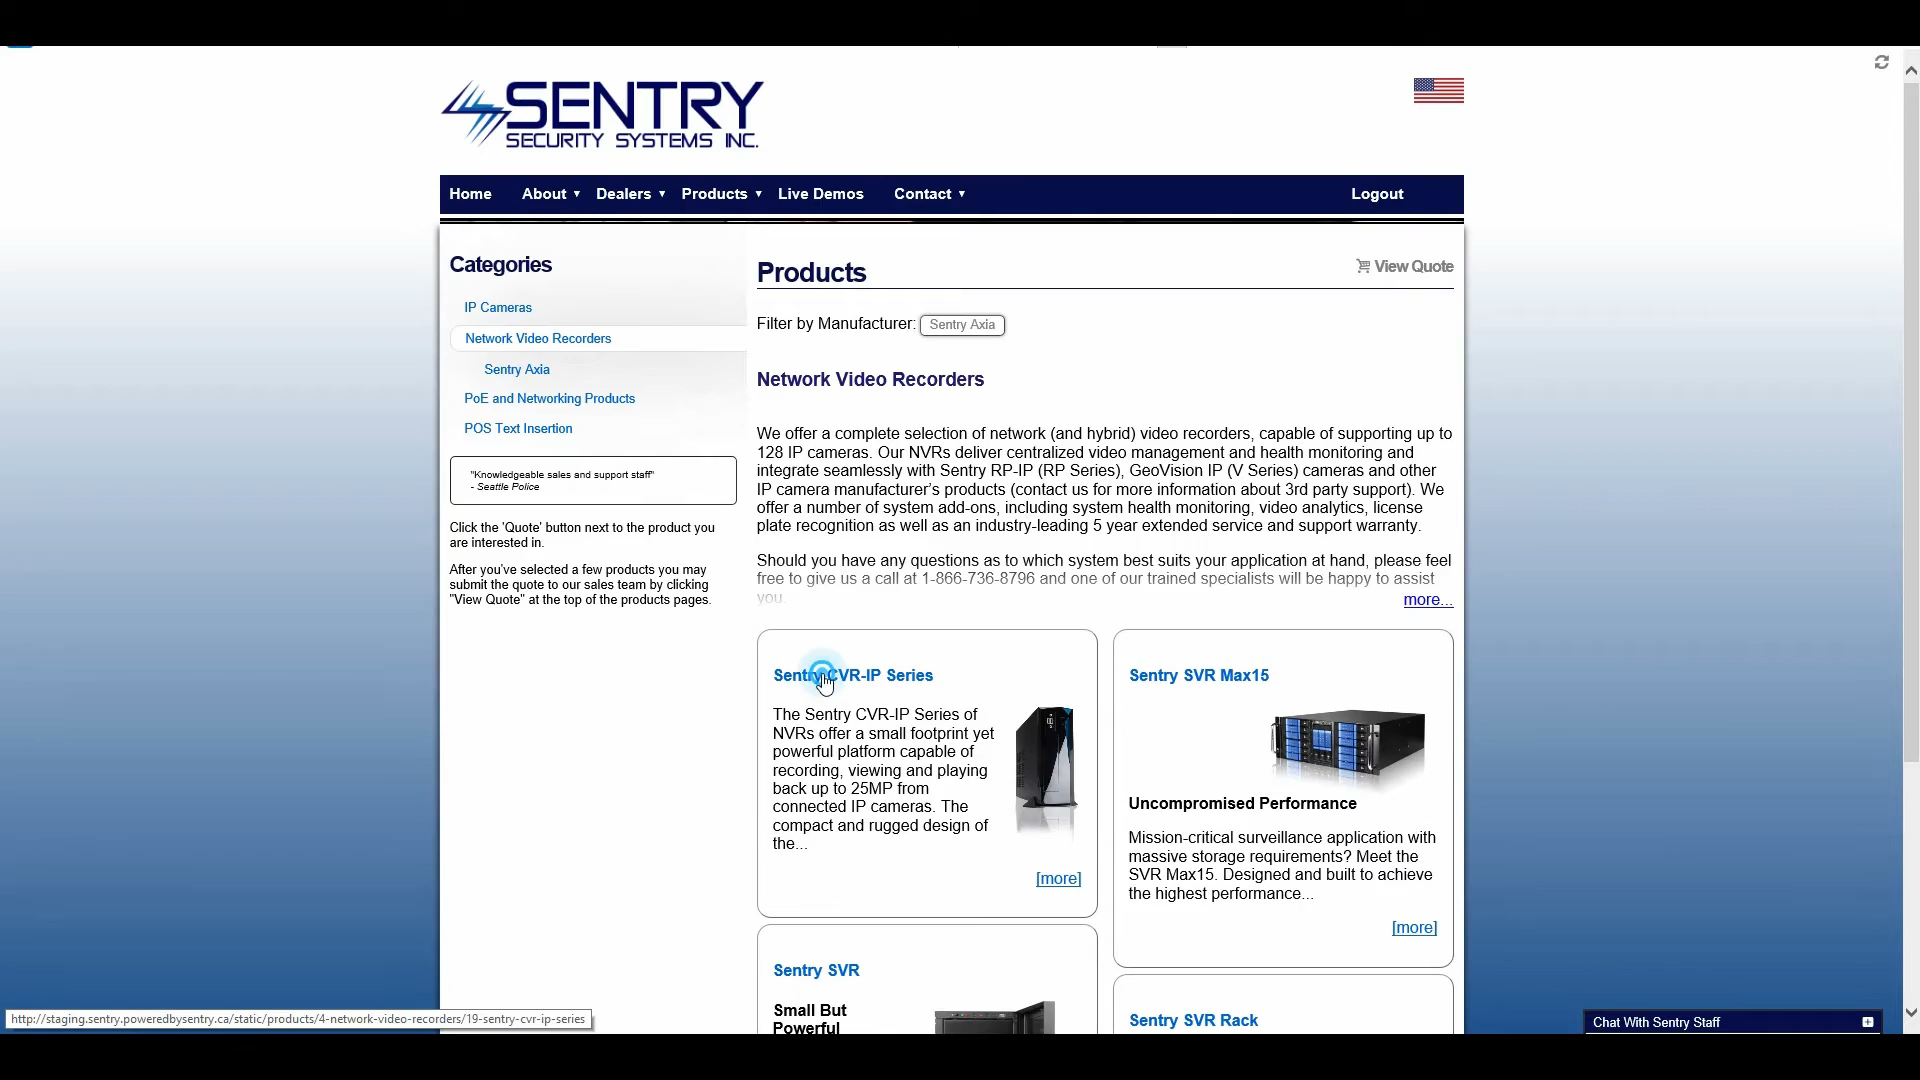 SENTRY
SECURITY SYSTEMS INC.
Home About ▼ Dealers ▼ Products ▼ Live Demos Contact ▼ Logout
Categories
IP Cameras
Network Video Recorders
Sentry Axia
PoE and Networking Products
POS Text Insertion
"Knowledgeable sales and support staff"
- Seattle Police
Click the 'Quote' button next to the product you
are interested in.
After you've selected a few products you may
submit the quote to our sales team by clicking
"View Quote" at the top of the products pages.
Products
View Quote
Filter by Manufacturer: Sentry Axia
Network Video Recorders
We offer a complete selection of network (and hybrid) video recorders, capable of supporting up to
128 IP cameras. Our NVRs deliver centralized video management and health monitoring and
integrate seamlessly with Sentry RP-IP (RP Series), GeoVision IP (V Series) cameras and other
IP camera manufacturer's products (contact us for more information about 3rd party support). We
offer a number of system add-ons, including system health monitoring, video analytics, license
plate recognition as well as an industry-leading 5 year extended service and support warranty.
Should you have any questions as to which system best suits your application at hand, please feel
free to give us a call at 1-866-736-8796 and one of our trained specialists will be happy to assist
you.
more...
Sentry CVR-IP Series
The Sentry CVR-IP Series of
NVRs offer a small footprint yet
powerful platform capable of
recording, viewing and playing
back up to 25MP from
connected IP cameras. The
compact and rugged design of
the...
[more]
Sentry SVR Max15
Uncompromised Performance
Mission-critical surveillance application with
massive storage requirements? Meet the
SVR Max15. Designed and built to achieve
the highest performance...
[more]
Sentry SVR
Small But
Powerful
Sentry SVR Rack
http://staging.sentry.poweredbysentry.ca/static/products/4-network-video-recorders/19-sentry-cvr-ip-series
Chat With Sentry Staff